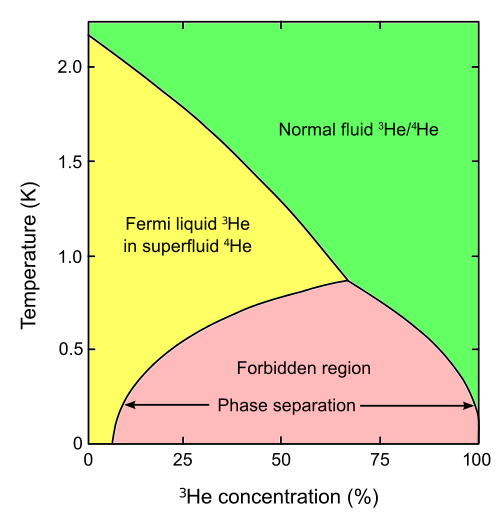 2.0
1.5
1.0
0.5
0
Temperature (K)
Normal fluid ³He/⁴He
Fermi liquid ³He
in superfluid ⁴He
Forbidden region
Phase separation
0
25
50
75
100
³He concentration (%)